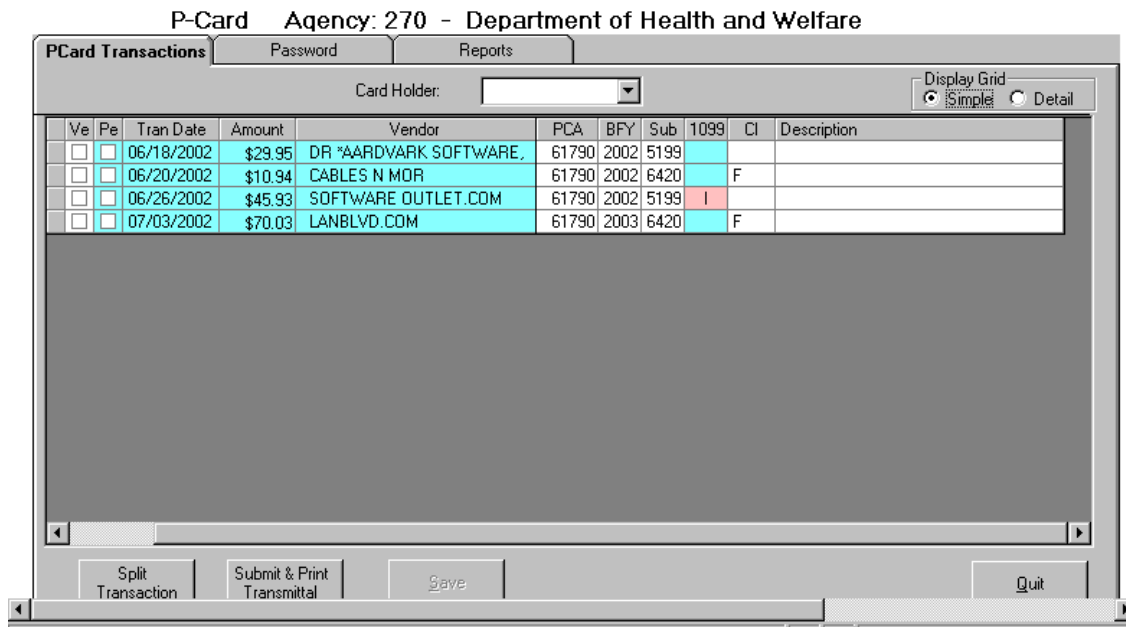 P-Card Agency: 270 - Department of Health and Welfare
PCard Transactions Password Reports
Card Holder: Display Grid
Simple Detail
Ve Pe Tran Date Amount Vendor PCA BFY Sub 1099 CI Description
06/18/2002 $29.95 DR *AARDVARK SOFTWARE, 61790 2002 5199
06/20/2002 $10.94 CABLES N MOR 61790 2002 6420 F
06/26/2002 $45.93 SOFTWARE OUTLET.COM 61790 2002 5199 I
07/03/2002 $70.03 LANBLVD.COM 61790 2003 6420 F
Split Transaction
Submit & Print Transmittal
Save
Quit